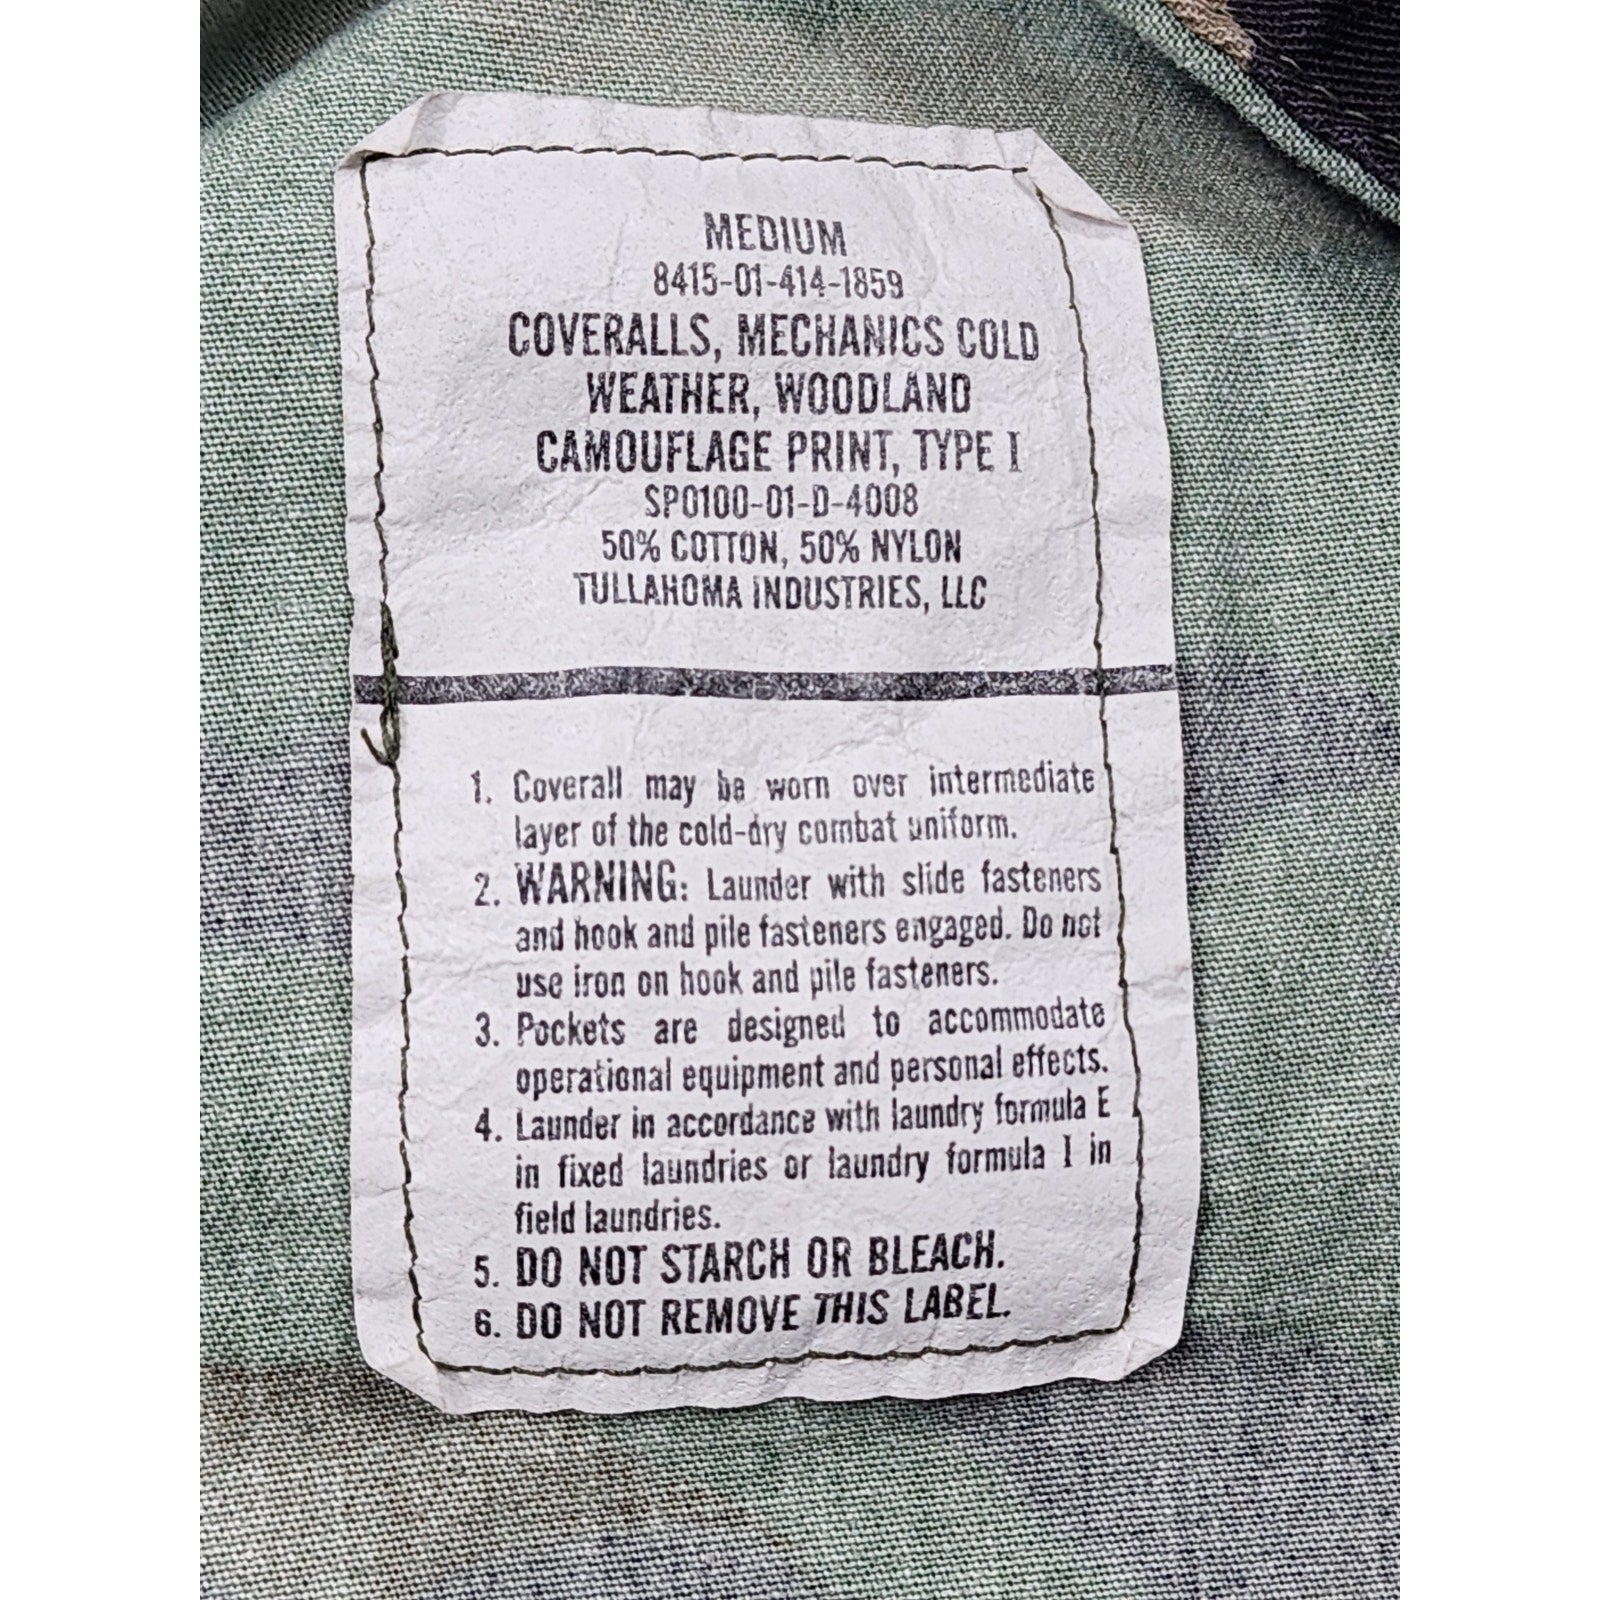 MEDIUM
8415-01-414-1859
COVERALLS, MECHANICS COLD
WEATHER, WOODLAND
CAMOUFLAGE PRINT, TYPE I
SP0100-01-D-4008
50% COTTON, 50% NYLON
TULLAHOMA INDUSTRIES, LLC
1. Coverall may be worn over intermediate
layer of the cold-dry combat uniform.
2. WARNING: Launder with slide fasteners
and hook and pile fasteners engaged. Do not
use iron on hook and pile fasteners.
3. Pockets are designed to accommodate
operational equipment and personal effects.
4. Launder in accordance with laundry formula E
in fixed laundries or laundry formula I in
field laundries.
5. DO NOT STARCH OR BLEACH.
6. DO NOT REMOVE THIS LABEL.